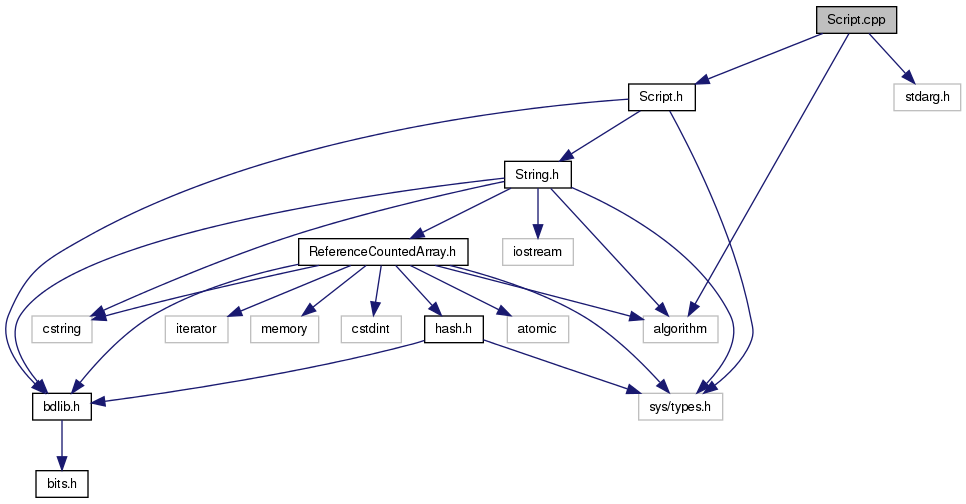 Script.cpp
Script.h
stdarg.h
String.h
ReferenceCountedArray.h
iostream
cstring
iterator
memory
cstdint
hash.h
atomic
algorithm
bdlib.h
sys/types.h
bits.h